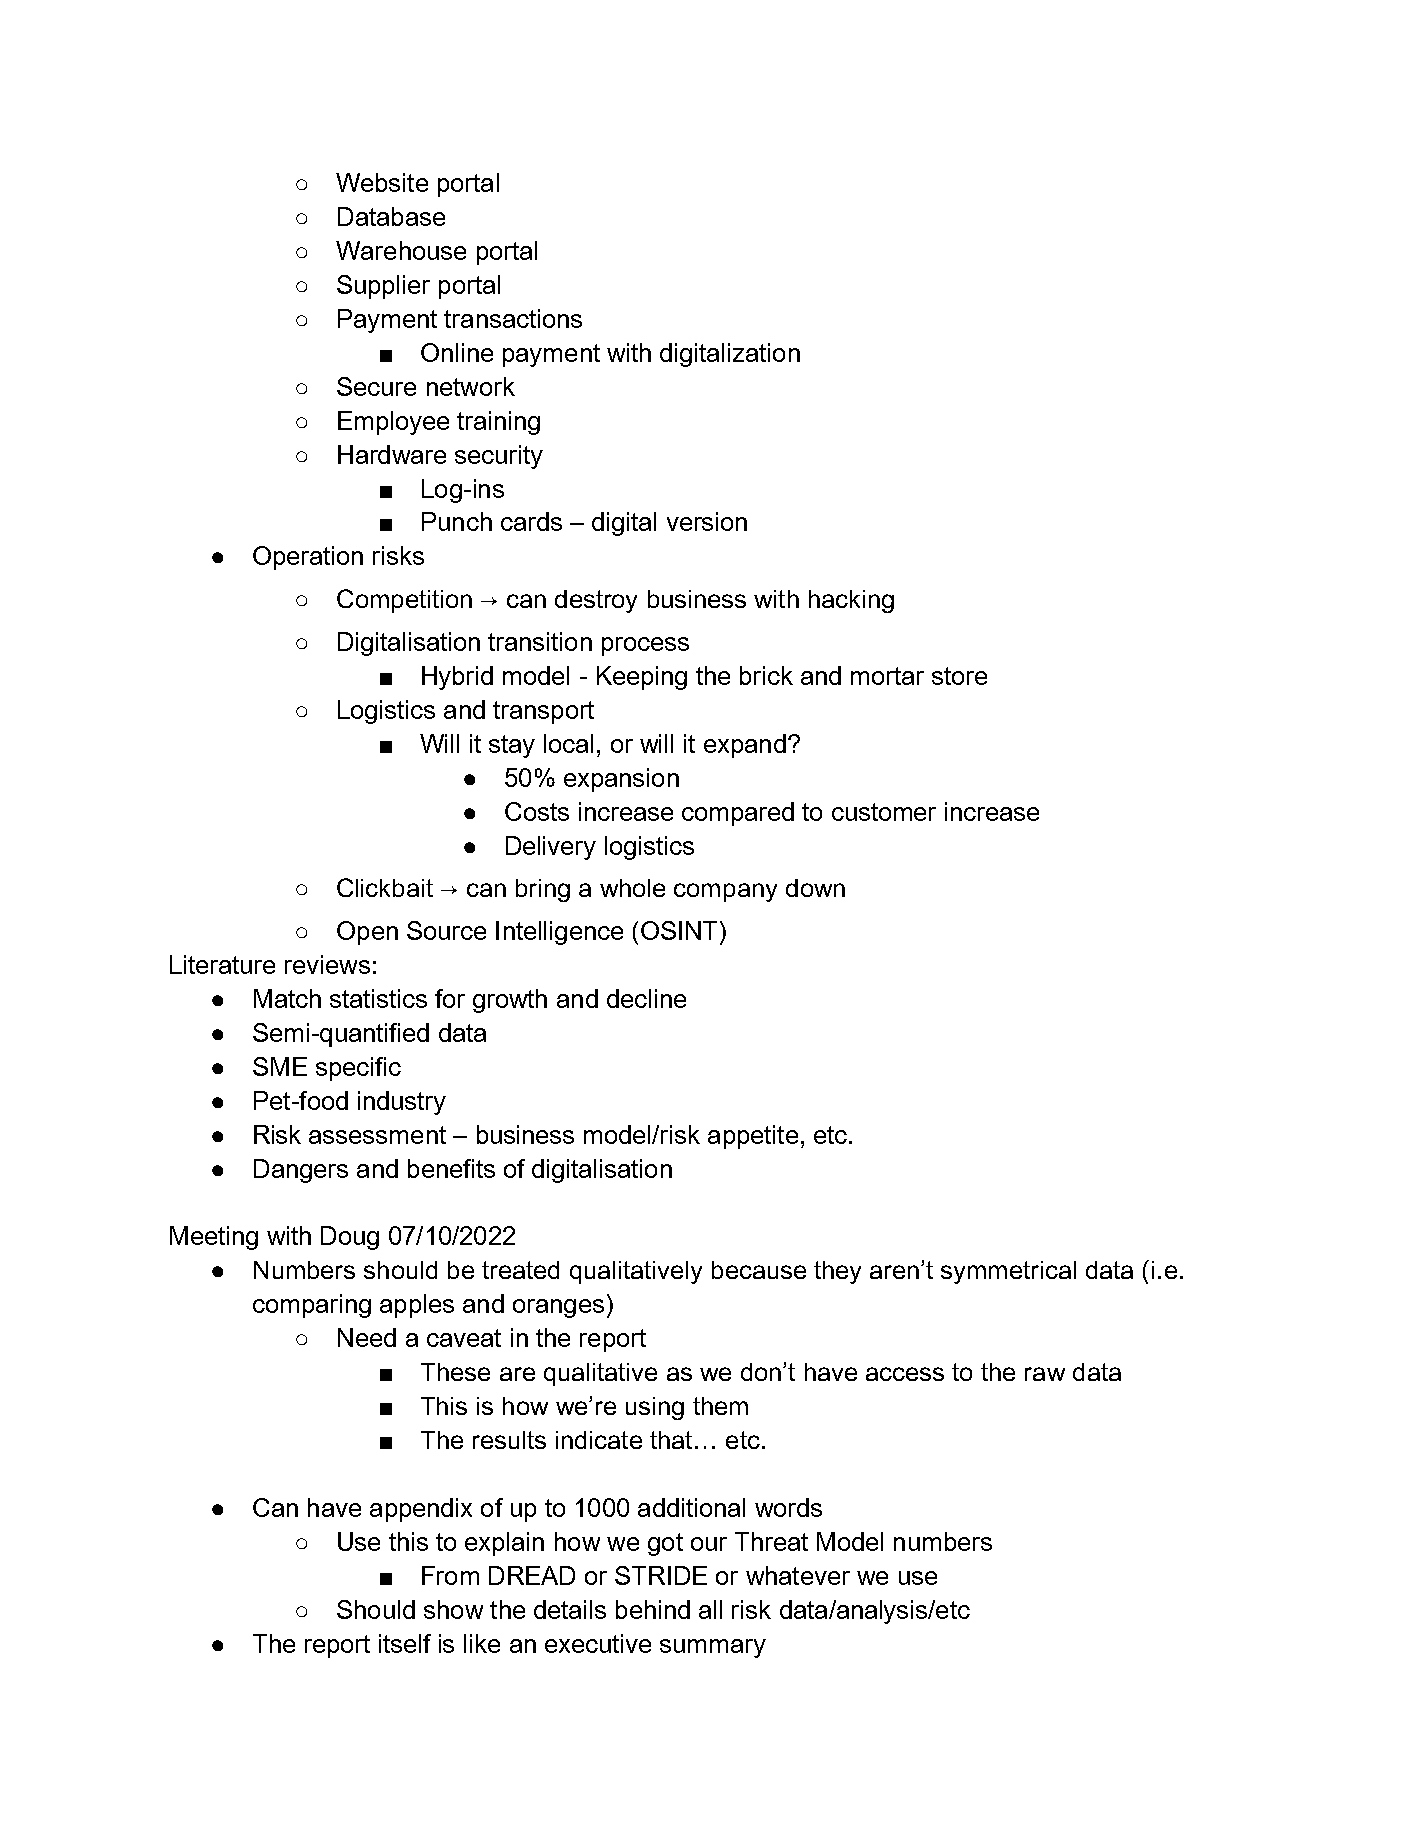 ○ Website portal
○ Database
○ Warehouse portal
○ Supplier portal
○ Payment transactions
■ Online payment with digitalization
○ Secure network
○ Employee training
○ Hardware security
■ Log-ins
■ Punch cards – digital version
● Operation risks
○ Competition → can destroy business with hacking
○ Digitalisation transition process
■ Hybrid model - Keeping the brick and mortar store
○ Logistics and transport
■ Will it stay local, or will it expand?
● 50% expansion
● Costs increase compared to customer increase
● Delivery logistics
○ Clickbait → can bring a whole company down
○ Open Source Intelligence (OSINT)
Literature reviews:
● Match statistics for growth and decline
● Semi-quantified data
● SME specific
● Pet-food industry
● Risk assessment – business model/risk appetite, etc.
● Dangers and benefits of digitalisation
Meeting with Doug 07/10/2022
● Numbers should be treated qualitatively because they aren’t symmetrical data (i.e.
comparing apples and oranges)
○ Need a caveat in the report
■ These are qualitative as we don’t have access to the raw data
■ This is how we’re using them
■ The results indicate that… etc.
● Can have appendix of up to 1000 additional words
○ Use this to explain how we got our Threat Model numbers
■ From DREAD or STRIDE or whatever we use
○ Should show the details behind all risk data/analysis/etc
● The report itself is like an executive summary